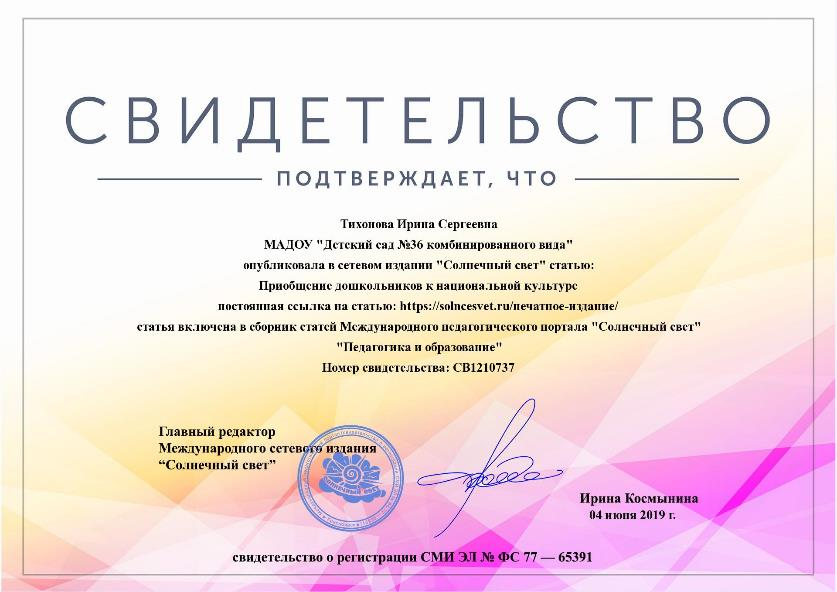 СВИДЕТЕЛЬСТВО
ПОДТВЕРЖДАЕТ, ЧТО
Тихонова Ирина Сергеевна
МАДОУ "Детский сад №36 комбинированного вида"
опубликовала в сетевом издании "Солнечный свет" статью:
Приобщение дошкольников к национальной культуре
постоянная ссылка на статью: https://solncesvet.ru/печатное-издание/
статья включена в сборник статей Международного педагогического портала "Солнечный свет"
"Педагогика и образование"
Номер свидетельства: СВ1210737
Главный редактор
Международного сетевого издания
“Солнечный свет”
СОЛНЕЧНЫЙ СВЕТ
Ирина Космынина
04 июня 2019 г.
свидетельство о регистрации СМИ ЭЛ № ФС 77 — 65391